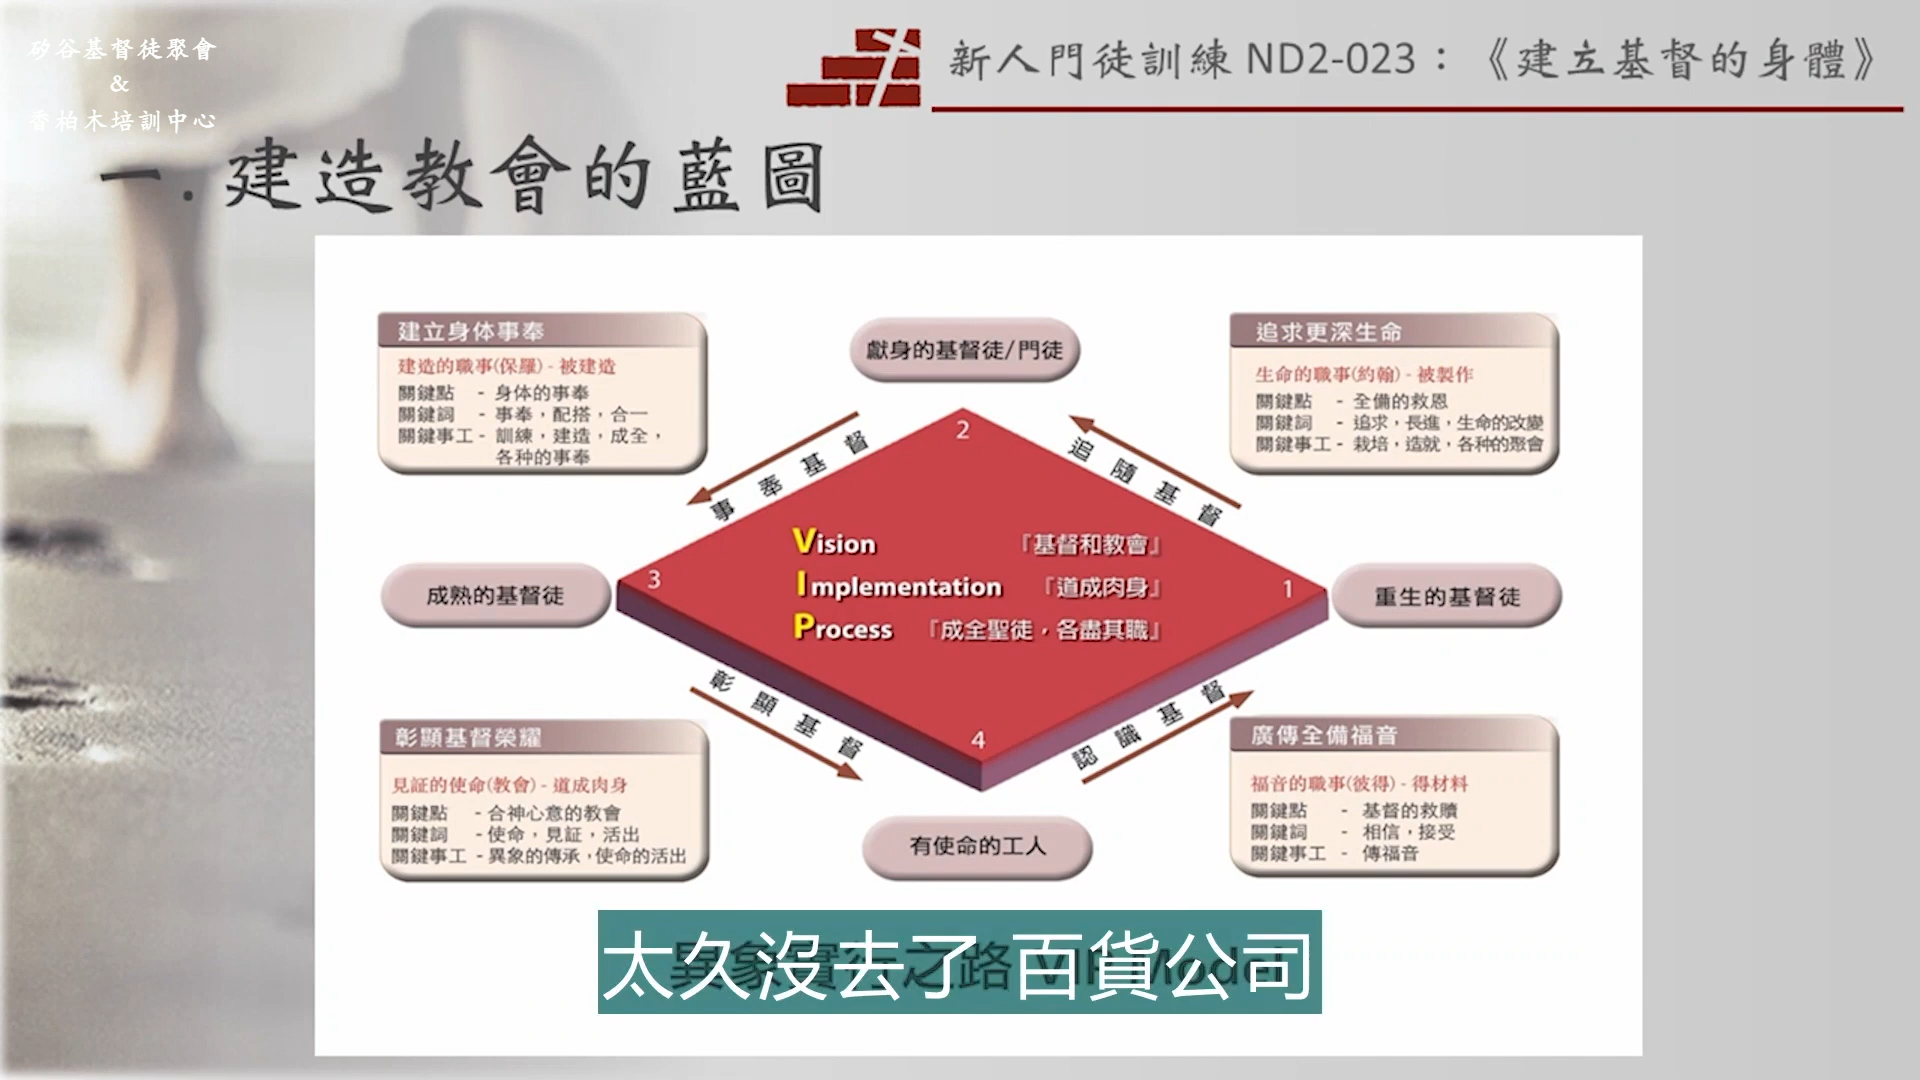 矽谷基督徒聚會
&
香柏木培訓中心
新人門徒訓練 ND2-023：《建立基督的身體》
一.建造教會的藍圖
建立身体事奉
建造的職事(保羅) - 被建造
關鍵點 - 身体的事奉
關鍵詞 - 事奉，配搭，合一
關鍵事工 - 訓練，建造，成全，
各种的事奉
獻身的基督徒/門徒
追求更深生命
生命的職事(約翰) - 被製作
關鍵點 - 全備的救恩
關鍵詞 - 追求，長進，生命的改變
關鍵事工 - 栽培，造就，各种的聚會
事奉基督
2
追隨基督
成熟的基督徒
3
Vision 『基督和教會』
Implementation 『道成肉身』
Process 『成全聖徒，各盡其職』
1
重生的基督徒
彰顯基督
4
認識基督
彰顯基督榮耀
見証的使命(教會) - 道成肉身
關鍵點 - 合神心意的教會
關鍵詞 - 使命，見証，活出
關鍵事工 - 異象的傳承，使命的活出
有使命的工人
廣傳全備福音
福音的職事(彼得) - 得材料
關鍵點 - 基督的救贖
關鍵詞 - 相信，接受
關鍵事工 - 傳福音
異象實行之路 VIP Model
太久沒去了 百貨公司